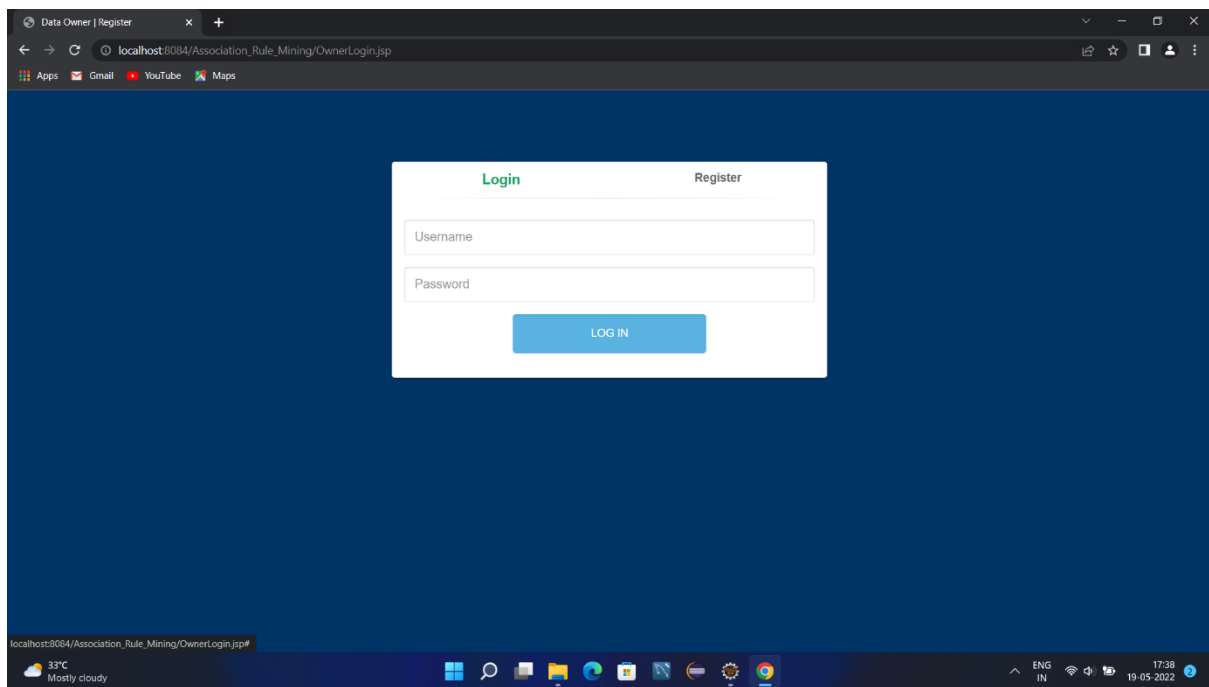 Data Owner | Register
localhost:8084/Association_Rule_Mining/OwnerLogin.jsp
Apps Gmail YouTube Maps
Login Register
Username
Password
LOG IN
localhost:8084/Association_Rule_Mining/OwnerLogin.jsp#
33°C
Mostly cloudy
ENG
IN
17:38
19-05-2022
2